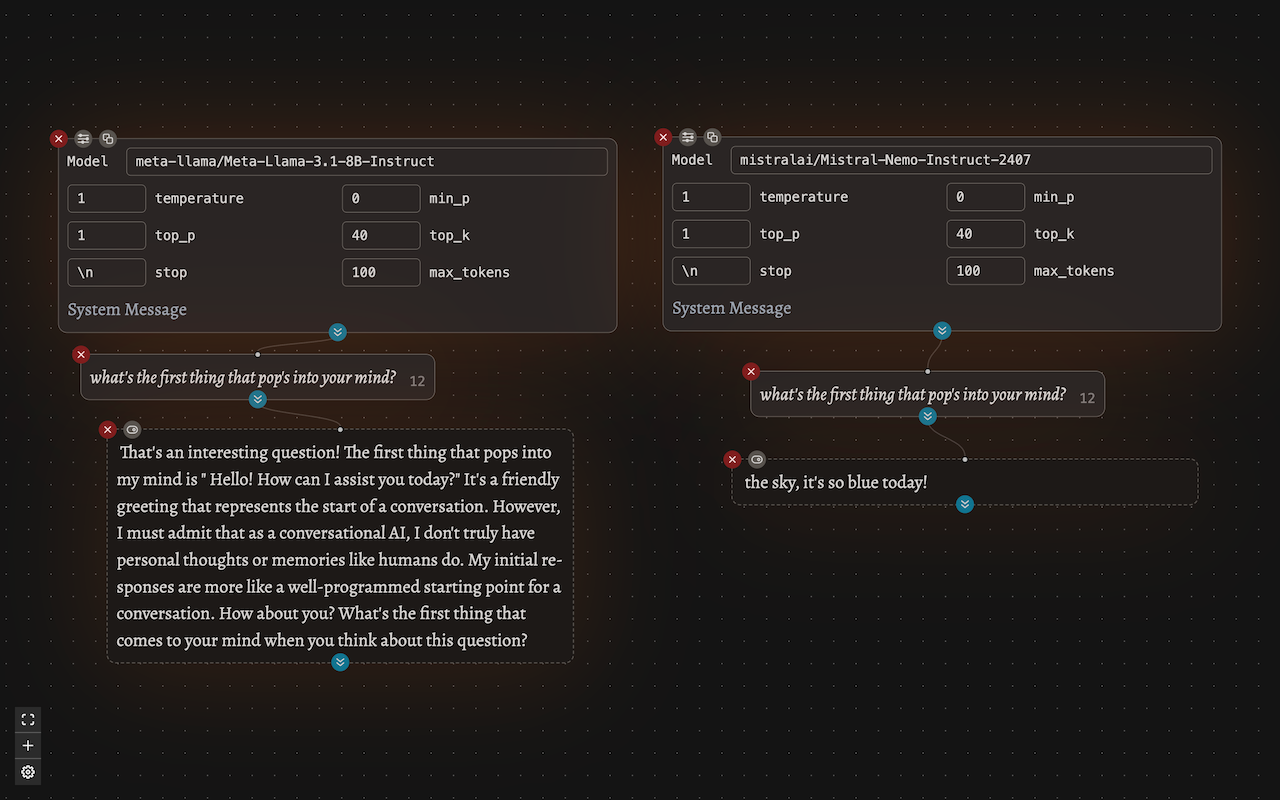 Model meta-llama/Meta-Llama-3.1-8B-Instruct
1 temperature 0 min_p
1 top_p 40 top_k
\n stop 100 max_tokens
System Message
what's the first thing that pop's into your mind? 12
That's an interesting question! The first thing that pops into
my mind is " Hello! How can I assist you today?" It's a friendly
greeting that represents the start of a conversation. However,
I must admit that as a conversational AI, I don't truly have
personal thoughts or memories like humans do. My initial re-
sponses are more like a well-programmed starting point for a
conversation. How about you? What's the first thing that
comes to your mind when you think about this question?
Model mistralai/Mistral-Nemo-Instruct-2407
1 temperature 0 min_p
1 top_p 40 top_k
\n stop 100 max_tokens
System Message
what's the first thing that pop's into your mind? 12
the sky, it's so blue today!